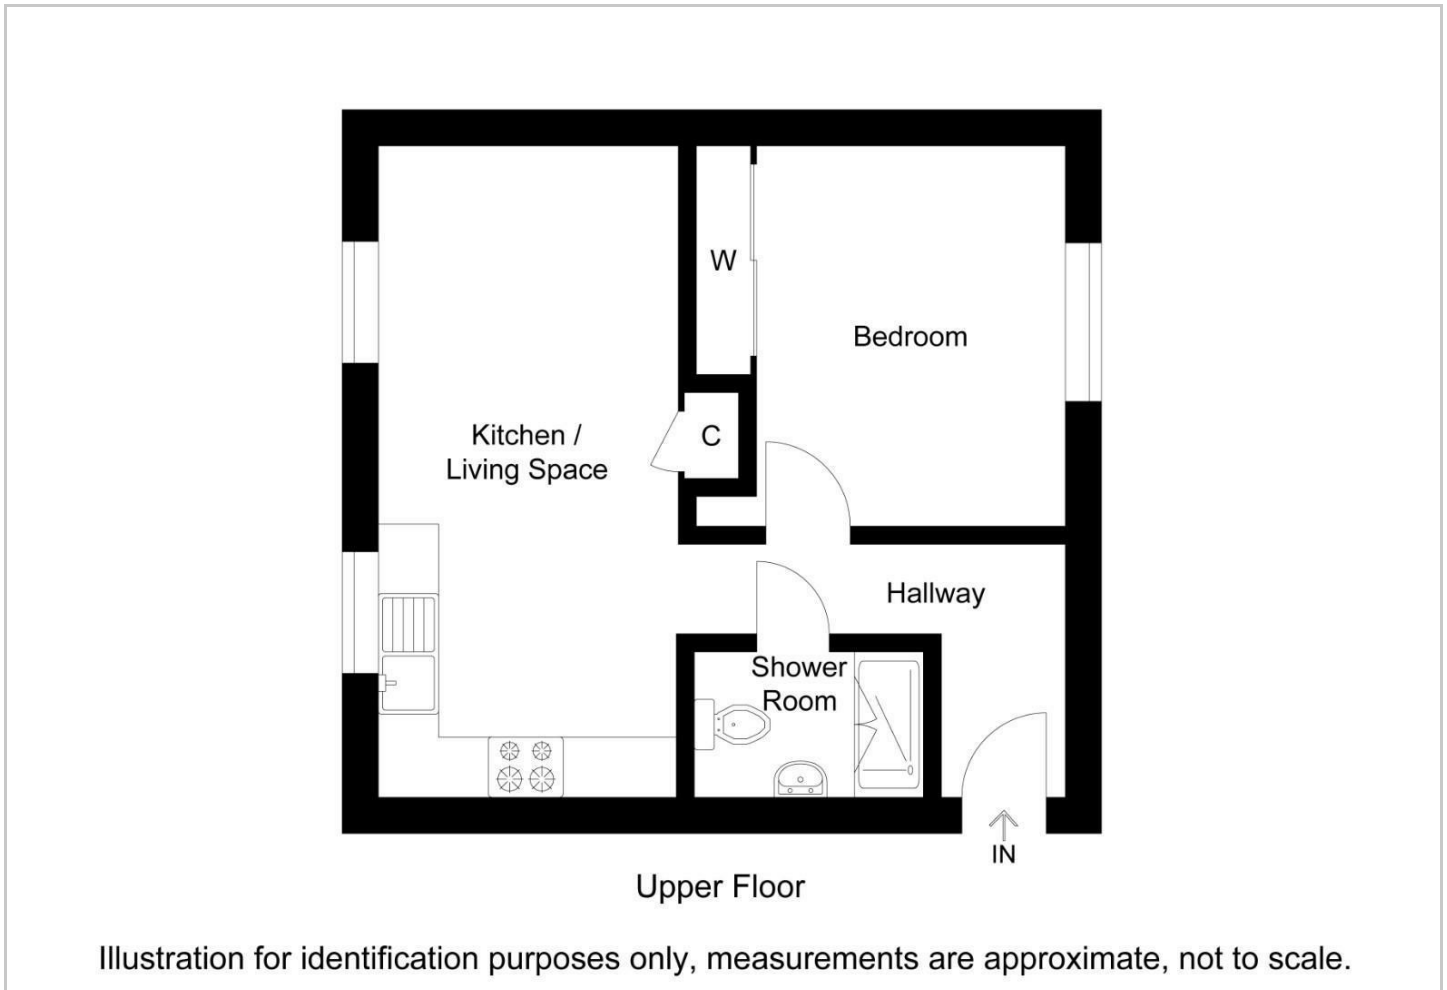 W
Bedroom
Kitchen /
Living Space
C
Hallway
Shower
Room
IN
Upper Floor
Illustration for identification purposes only, measurements are approximate, not to scale.